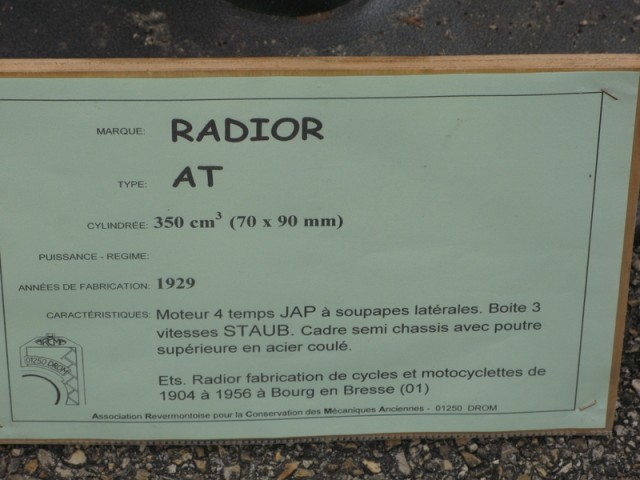 MARQUE: RADIOR
TYPE: AT
CYLINDRÉE: 350 cm³ (70 x 90 mm)
PUISSANCE - REGIME:
ANNÉES DE FABRICATION: 1929
CARACTÉRISTIQUES: Moteur 4 temps JAP à soupapes latérales. Boite 3
vitesses STAUB. Cadre semi chassis avec poutre
supérieure en acier coulé.
01250 DROM
Ets. Radior fabrication de cycles et motocyclettes de
1904 à 1956 à Bourg en Bresse (01)
Association Revermontoise pour la Conservation des Mécaniques Anciennes - 01250 DROM